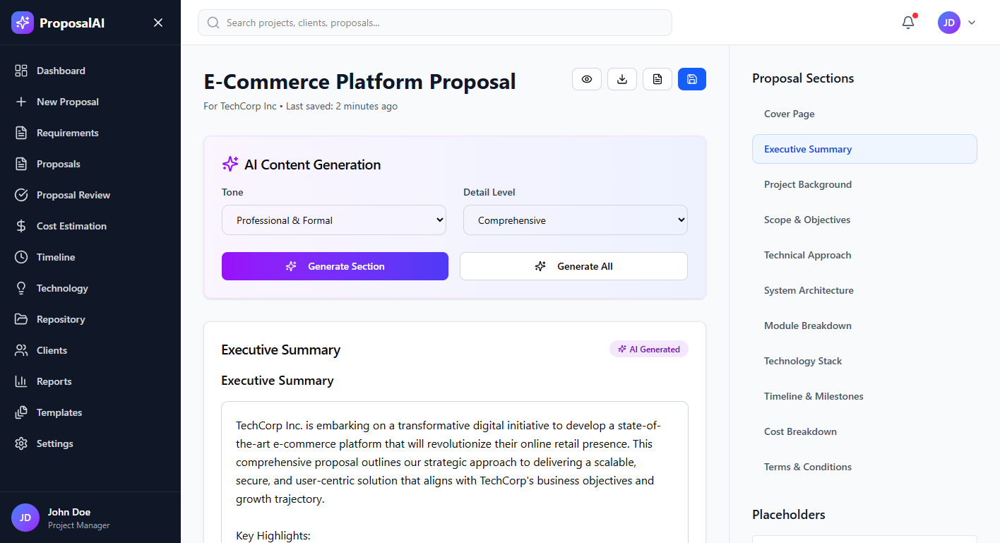 ProposalAI
Dashboard
New Proposal
Requirements
Proposals
Proposal Review
Cost Estimation
Timeline
Technology
Repository
Clients
Reports
Templates
Settings
JD
John Doe
Project Manager
Search projects, clients, proposals...
JD
E-Commerce Platform Proposal
For TechCorp Inc • Last saved: 2 minutes ago
AI Content Generation
Tone
Detail Level
Professional & Formal
Comprehensive
Generate Section
Generate All
Executive Summary
AI Generated
Executive Summary
TechCorp Inc. is embarking on a transformative digital initiative to develop a state-of-
the-art e-commerce platform that will revolutionize their online retail presence. This
comprehensive proposal outlines our strategic approach to delivering a scalable,
secure, and user-centric solution that aligns with TechCorp's business objectives and
growth trajectory.
Key Highlights:
Proposal Sections
Cover Page
Executive Summary
Project Background
Scope & Objectives
Technical Approach
System Architecture
Module Breakdown
Technology Stack
Timeline & Milestones
Cost Breakdown
Terms & Conditions
Placeholders